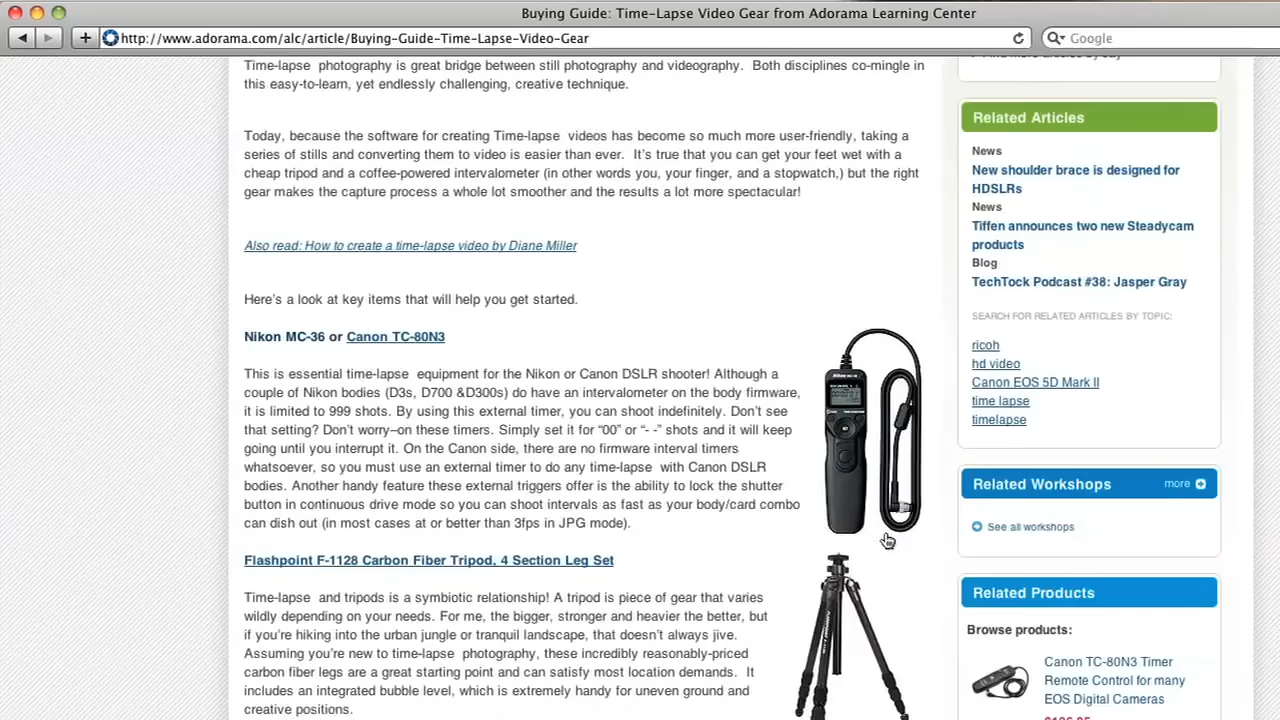 Buying Guide: Time-Lapse Video Gear from Adorama Learning Center
http://www.adorama.com/alc/article/Buying-Guide-Time-Lapse-Video-Gear
Google
Time-lapse photography is great bridge between still photography and videography. Both disciplines co-mingle in
this easy-to-learn, yet endlessly challenging, creative technique.
Today, because the software for creating Time-lapse videos has become so much more user-friendly, taking a
series of stills and converting them to video is easier than ever. It's true that you can get your feet wet with a
cheap tripod and a coffee-powered intervalometer (in other words you, your finger, and a stopwatch,) but the right
gear makes the capture process a whole lot smoother and the results a lot more spectacular!
Also read: How to create a time-lapse video by Diane Miller
Here's a look at key items that will help you get started.
Nikon MC-36 or Canon TC-80N3
This is essential time-lapse equipment for the Nikon or Canon DSLR shooter! Although a
couple of Nikon bodies (D3s, D700 &D300s) do have an intervalometer on the body firmware,
it is limited to 999 shots. By using this external timer, you can shoot indefinitely. Don't see
that setting? Don't worry–on these timers. Simply set it for “00” or “- -” shots and it will keep
going until you interrupt it. On the Canon side, there are no firmware interval timers
whatsoever, so you must use an external timer to do any time-lapse with Canon DSLR
bodies. Another handy feature these external triggers offer is the ability to lock the shutter
button in continuous drive mode so you can shoot intervals as fast as your body/card combo
can dish out (in most cases at or better than 3fps in JPG mode).
Flashpoint F-1128 Carbon Fiber Tripod, 4 Section Leg Set
Time-lapse and tripods is a symbiotic relationship! A tripod is piece of gear that varies
wildly depending on your needs. For me, the bigger, stronger and heavier the better, but
if you're hiking into the urban jungle or tranquil landscape, that doesn't always jive.
Assuming you're new to time-lapse photography, these incredibly reasonably-priced
carbon fiber legs are a great starting point and can satisfy most location demands. It
includes an integrated bubble level, which is extremely handy for uneven ground and
creative positions.
Related Articles
News
New shoulder brace is designed for
HDSLRs
News
Tiffen announces two new Steadycam
products
Blog
TechTock Podcast #38: Jasper Gray
SEARCH FOR RELATED ARTICLES BY TOPIC:
ricoh
hd video
Canon EOS 5D Mark II
time lapse
timelapse
Related Workshops
more
See all workshops
Related Products
Browse products:
Canon TC-80N3 Timer
Remote Control for many
EOS Digital Cameras